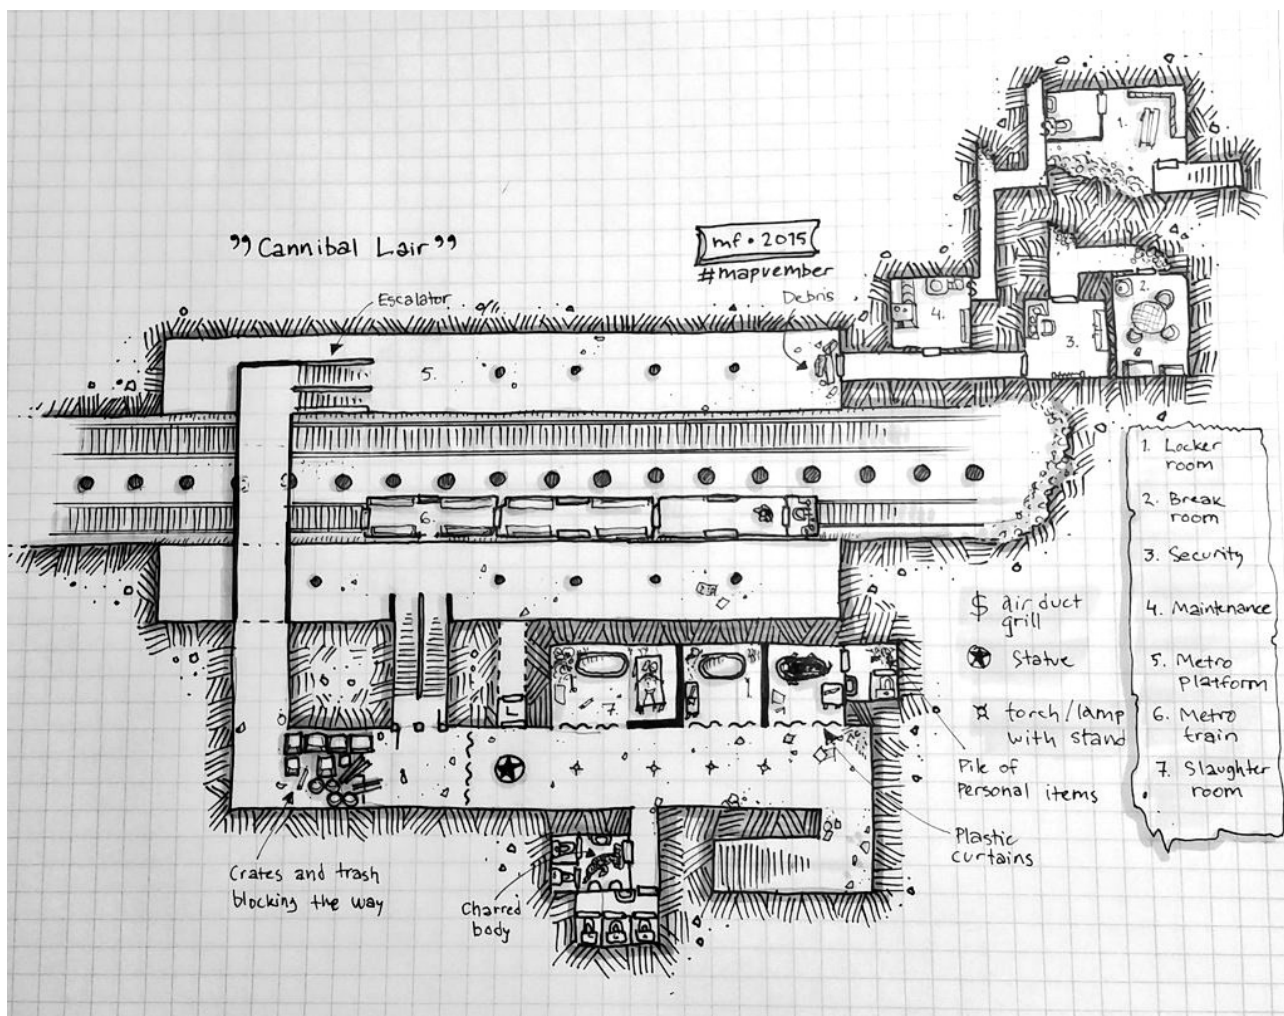 "Cannibal Lair"
mf • 2015
#mapvember
Escalator
Debris
1.
2.
3.
4.
5.
6.
7.
1. Locker
room
2. Break
room
3. Security
4. Maintenance
5. Metro
platform
6. Metro
train
7. Slaughter
room
$ air duct
grill
Statue
torch/lamp
with stand
Pile of
Personal items
Plastic
curtains
Crates and trash
blocking the way
Charred
body